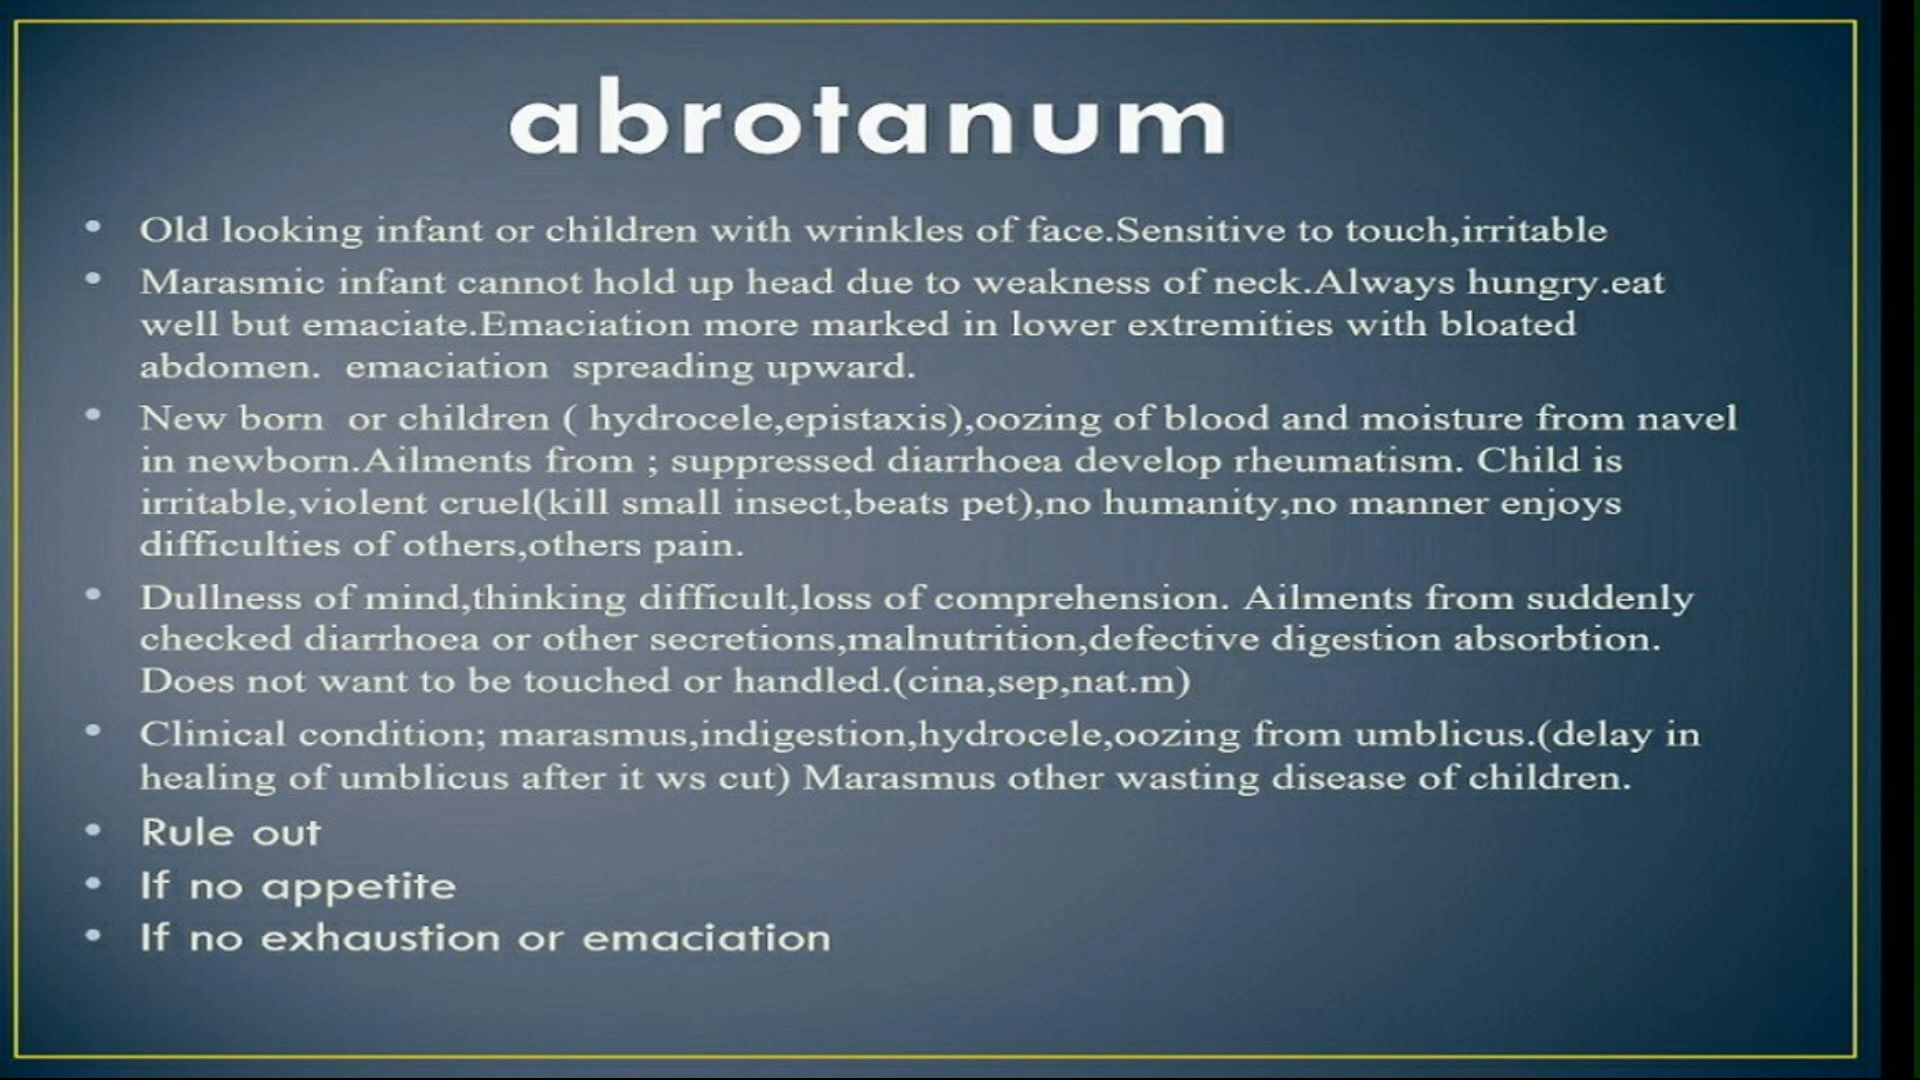 abrotanum
• Old looking infant or children with wrinkles of face.Sensitive to touch,irritable
• Marasmic infant cannot hold up head due to weakness of neck.Always hungry.eat
well but emaciate.Emaciation more marked in lower extremities with bloated
abdomen.  emaciation  spreading upward.
• New born  or children ( hydrocele,epistaxis),oozing of blood and moisture from navel
in newborn.Ailments from ; suppressed diarrhoea develop rheumatism. Child is
irritable,violent cruel(kill small insect,beats pet),no humanity,no manner enjoys
difficulties of others,others pain.
• Dullness of mind,thinking difficult,loss of comprehension. Ailments from suddenly
checked diarrhoea or other secretions,malnutrition,defective digestion absorbtion.
Does not want to be touched or handled.(cina,sep,nat.m)
• Clinical condition; marasmus,indigestion,hydrocele,oozing from umblicus.(delay in
healing of umblicus after it ws cut) Marasmus other wasting disease of children.
• Rule out
• If no appetite
• If no exhaustion or emaciation